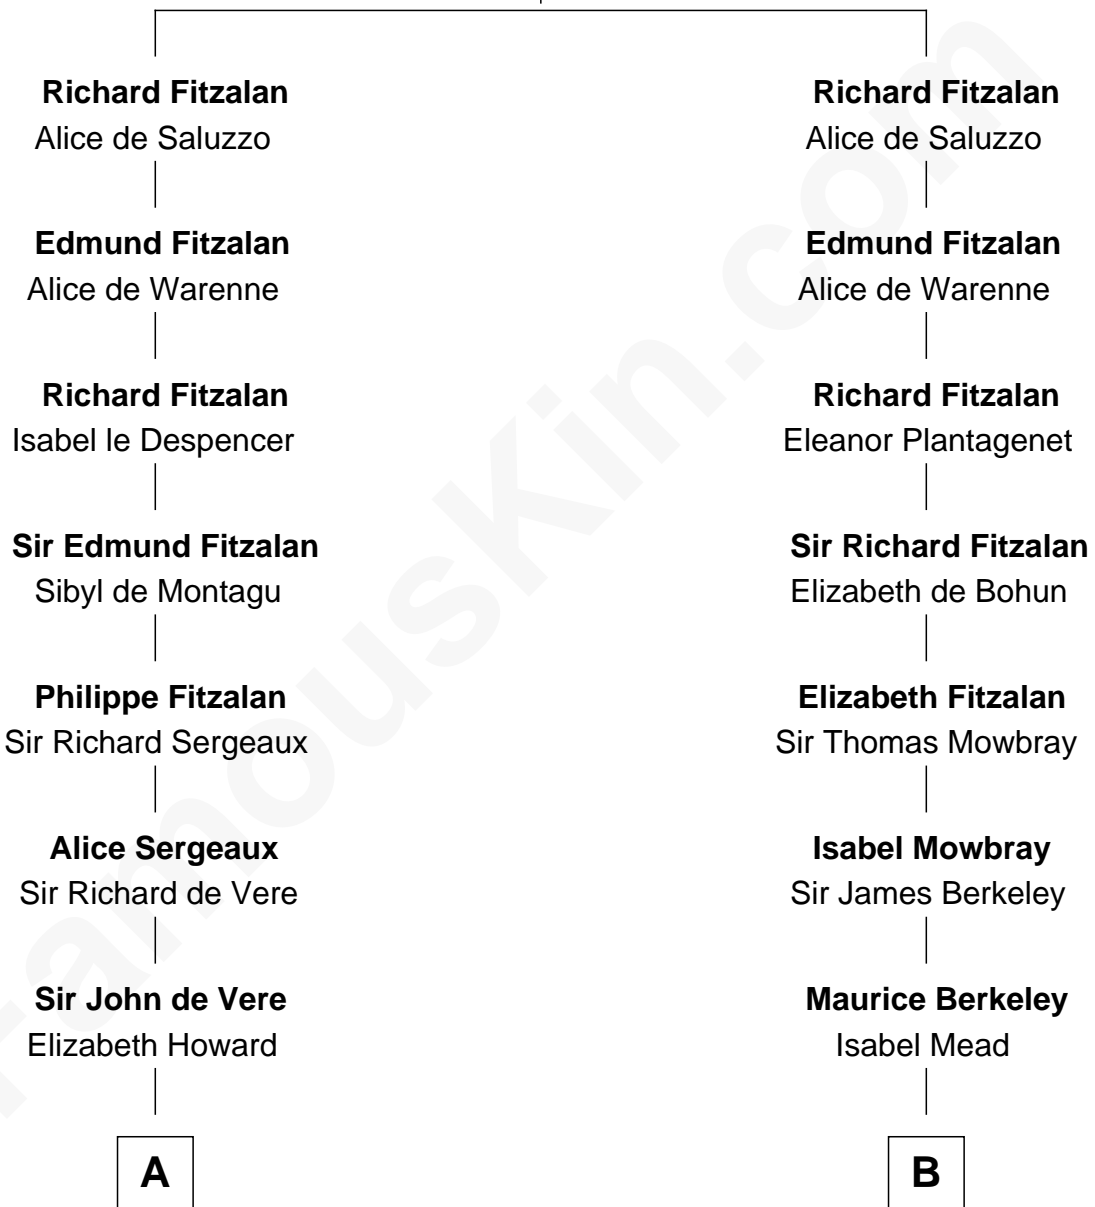 Richard Fitzalan
Alice de Saluzzo
Edmund Fitzalan
Alice de Warenne
Richard Fitzalan
Isabel le Despencer
Sir Edmund Fitzalan
Sibyl de Montagu
Philippe Fitzalan
Sir Richard Sergeaux
Alice Sergeaux
Sir Richard de Vere
Sir John de Vere
Elizabeth Howard
A
Richard Fitzalan
Alice de Saluzzo
Edmund Fitzalan
Alice de Warenne
Richard Fitzalan
Eleanor Plantagenet
Sir Richard Fitzalan
Elizabeth de Bohun
Elizabeth Fitzalan
Sir Thomas Mowbray
Isabel Mowbray
Sir James Berkeley
Maurice Berkeley
Isabel Mead
B
FamousKin.com